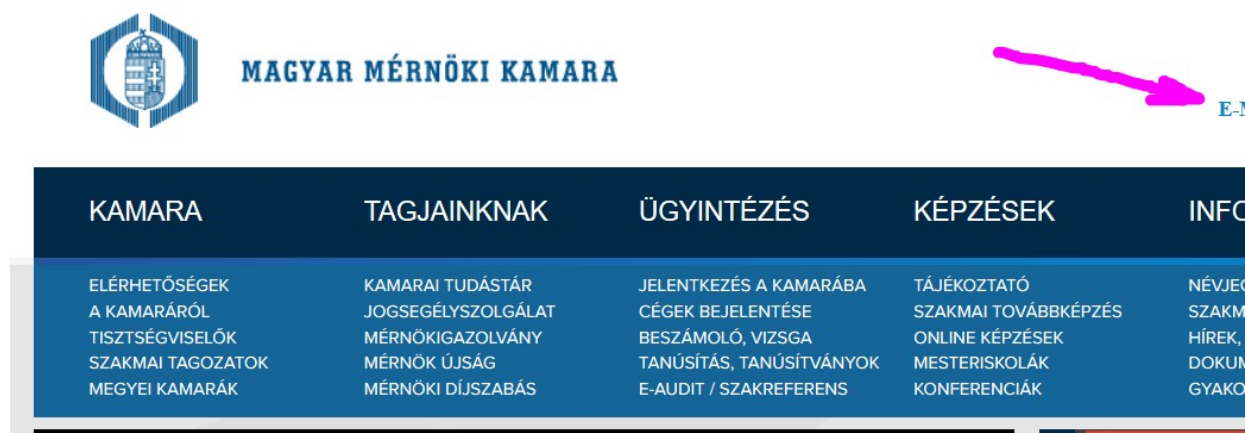 MAGYAR MÉRNÖKI KAMARA
KAMARA
TAGJAINKNAK
ÜGYINTÉZÉS
KÉPZÉSEK
ELÉRHETŐSÉGEK
A KAMARÁRÓL
TISZTSÉGVISELŐK
SZAKMAI TAGOZATOK
MEGYEI KAMARÁK
KAMARAI TUDÁSTÁR
JOGSEGÉLYSZOLGÁLAT
MÉRNÖKIGAZOLVÁNY
MÉRNÖK ÚJSÁG
MÉRNÖKI DÍJSZABÁS
JELENTKEZÉS A KAMARÁBA
CÉGEK BEJELENTÉSE
BESZÁMOLÓ, VIZSGA
TANÚSÍTÁS, TANÚSÍTVÁNYOK
E-AUDIT / SZAKREFERENS
TÁJÉKOZTATÓ
SZAKMAI TOVÁBBKÉPZÉS
ONLINE KÉPZÉSEK
MESTERISKOLÁK
KONFERENCIÁK
HÍREK,